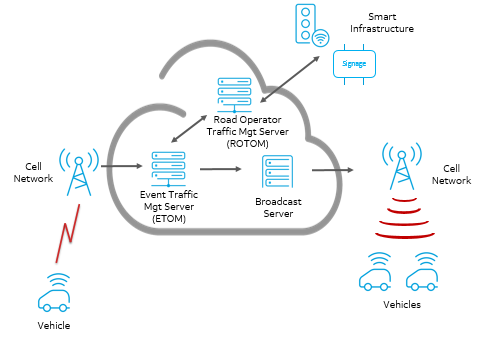 Smart
Infrastructure
Signage
Road Operator
Traffic Mgt Server
(ROTOM)
Cell
Network
Event Traffic
Mgt Server
(ETOM)
Broadcast
Server
Cell
Network
Vehicle
Vehicles